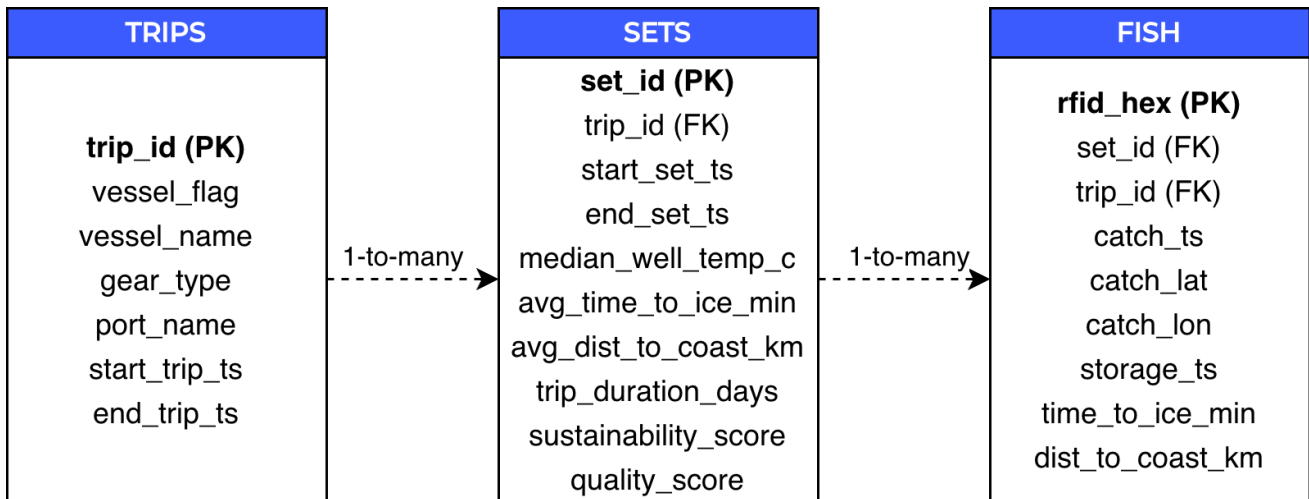 TRIPS
trip_id (PK)
vessel_flag
vessel_name
gear_type
port_name
start_trip_ts
end_trip_ts
1-to-many
SETS
set_id (PK)
trip_id (FK)
start_set_ts
end_set_ts
median_well_temp_c
avg_time_to_ice_min
avg_dist_to_coast_km
trip_duration_days
sustainability_score
quality_score
1-to-many
FISH
rfid_hex (PK)
set_id (FK)
trip_id (FK)
catch_ts
catch_lat
catch_lon
storage_ts
time_to_ice_min
dist_to_coast_km